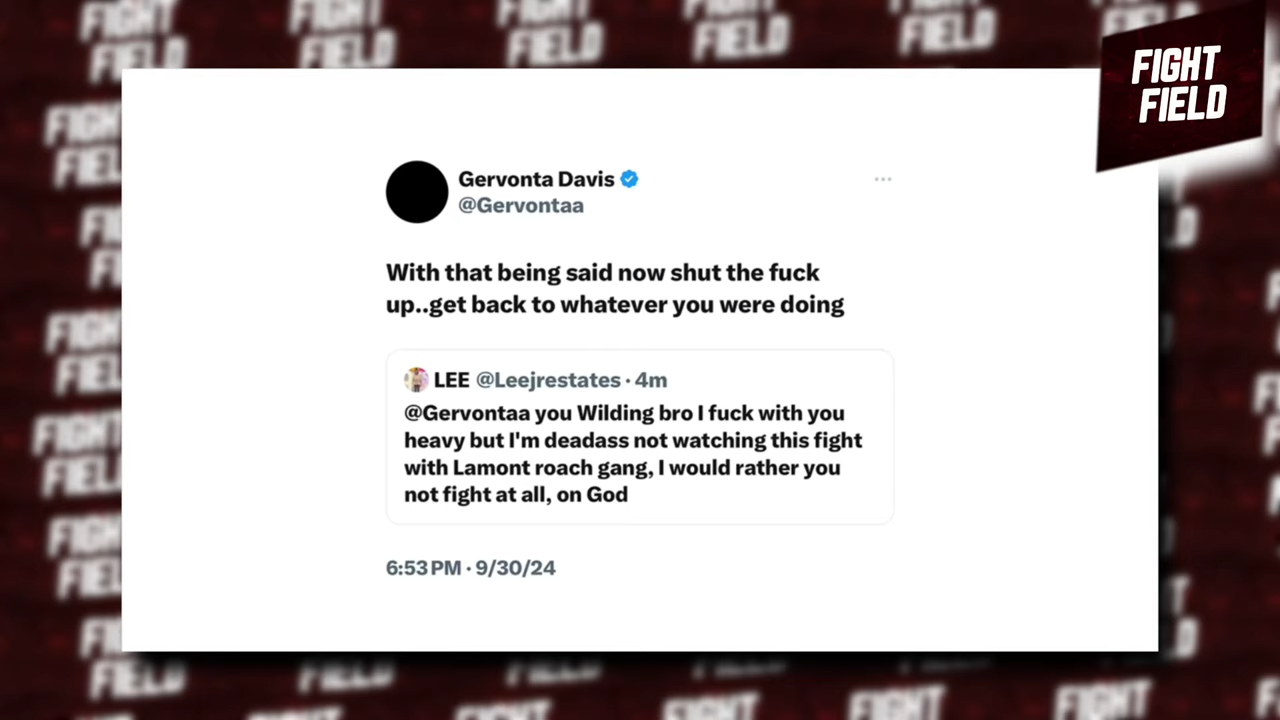 FIGHT
FIELD
Gervonta Davis
@Gervontaa
With that being said now shut the fuck
up..get back to whatever you were doing
LEE @Leejrestates · 4m
@Gervontaa you Wilding bro I fuck with you
heavy but I'm deadass not watching this fight
with Lamont roach gang, I would rather you
not fight at all, on God
6:53 PM · 9/30/24